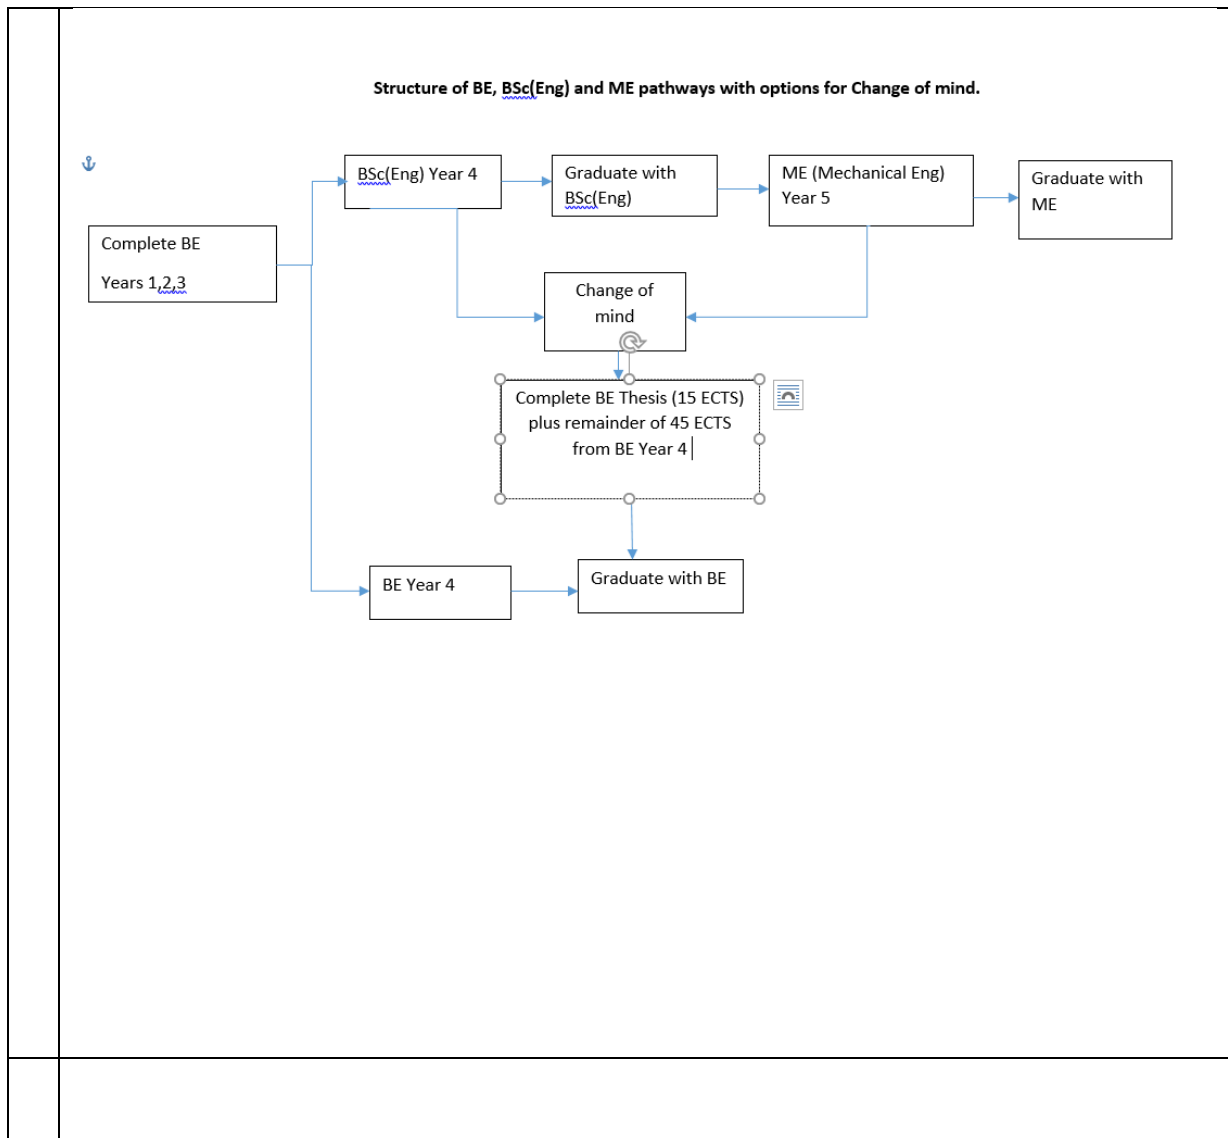 Structure of BE, BSc(Eng) and ME pathways with options for Change of mind.
BSc(Eng) Year 4
Graduate with
BSc(Eng)
ME (Mechanical Eng)
Year 5
Graduate with
ME
Complete BE
Years 1,2,3
Change of
mind
Complete BE Thesis (15 ECTS)
plus remainder of 45 ECTS
from BE Year 4
BE Year 4
Graduate with BE